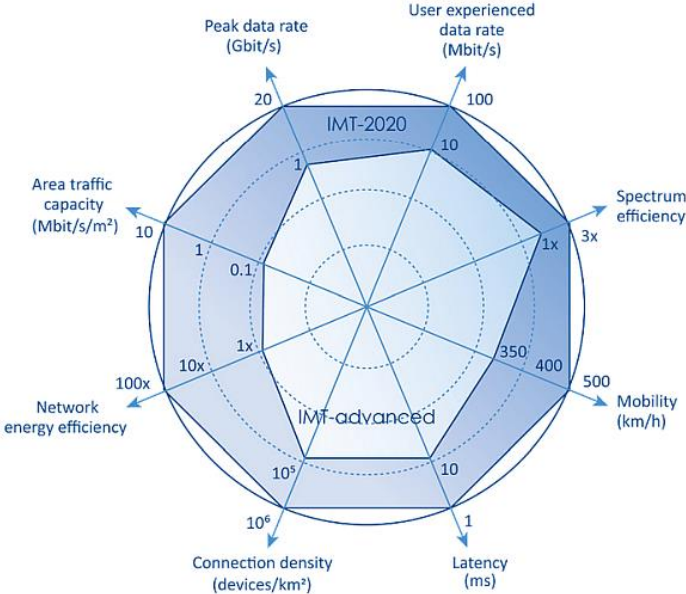 User experienced
data rate
(Mbit/s)
Peak data rate
(Gbit/s)
20
100
IMT-2020
10
1
Area traffic
capacity
(Mbit/s/m²)
Spectrum
efficiency
10
1
0.1
1x
3x
1x
10x
100x
350
400
500
Network
energy efficiency
Mobility
(km/h)
IMT-advanced
10⁵
10
10⁶
1
Connection density
(devices/km²)
Latency
(ms)